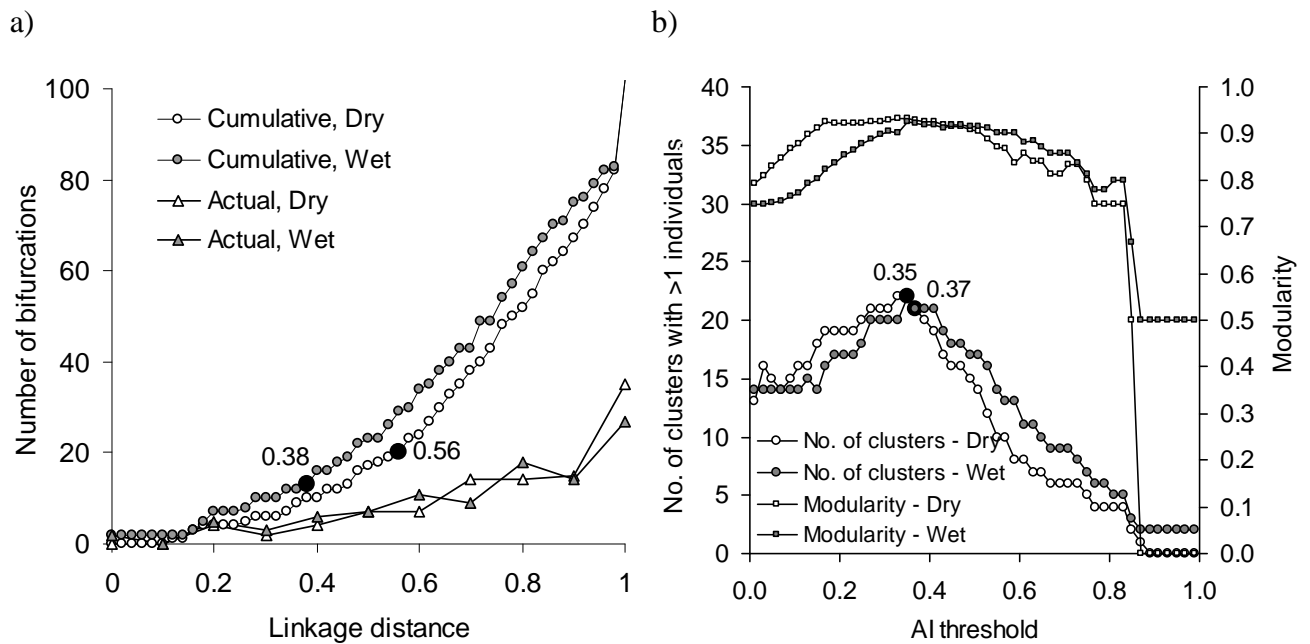 a)
100
80
60
40
20
0
Number of bifurcations
Cumulative, Dry
Cumulative, Wet
Actual, Dry
Actual, Wet
0.38
0.56
0 0.2 0.4 0.6 0.8 1
Linkage distance
b)
40
35
30
25
20
15
10
5
0
No. of clusters with >1 individuals
0.35
0.37
No. of clusters - Dry
No. of clusters - Wet
Modularity - Dry
Modularity - Wet
1.0
0.9
0.8
0.7
0.6
0.5
0.4
0.3
0.2
0.1
0.0
Modularity
0.0 0.2 0.4 0.6 0.8 1.0
AI threshold